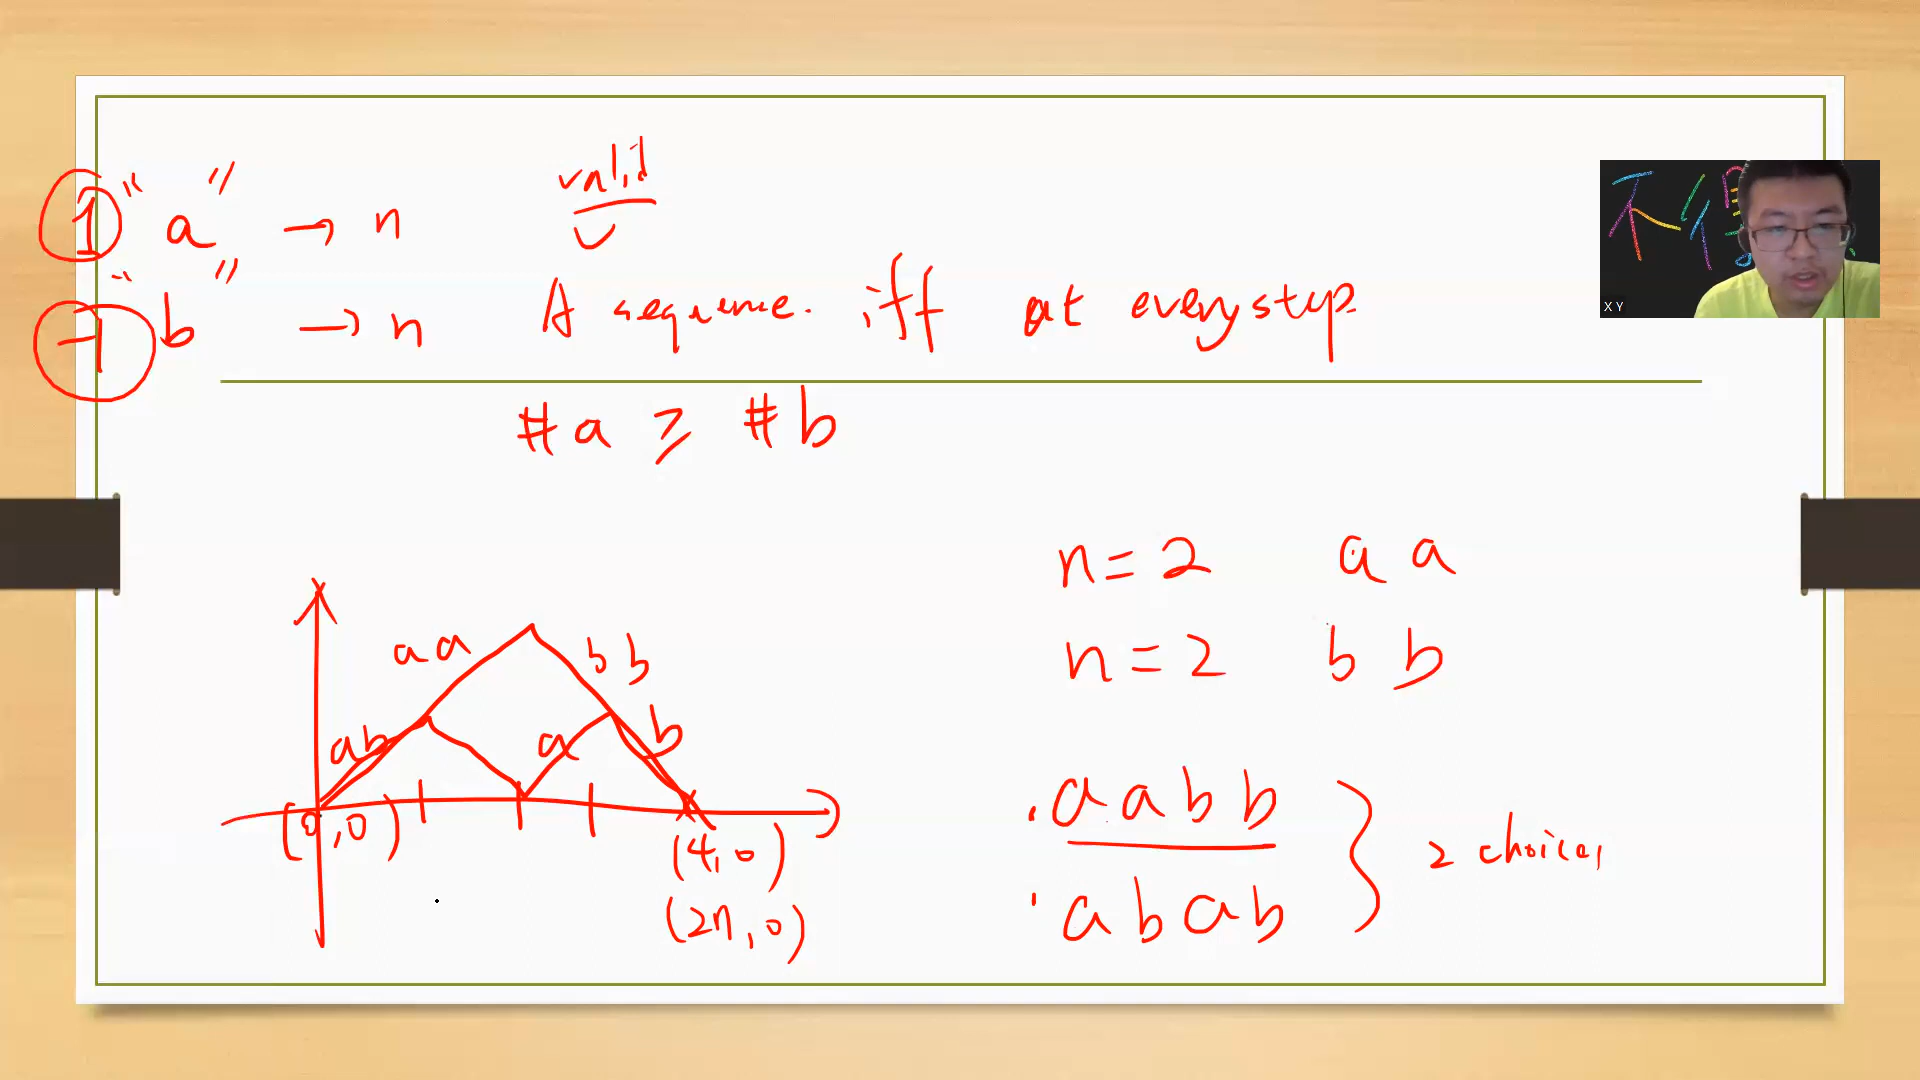 ① "a" → n
valid
-1 "b" → n
A sequence. iff at every step
#a ≥ #b
n=2 a a
n=2 b b
aa
bb
ab
a
b
(0,0)
(4,0)
(2n,0)
aabb
abab
2 choices
不
X Y